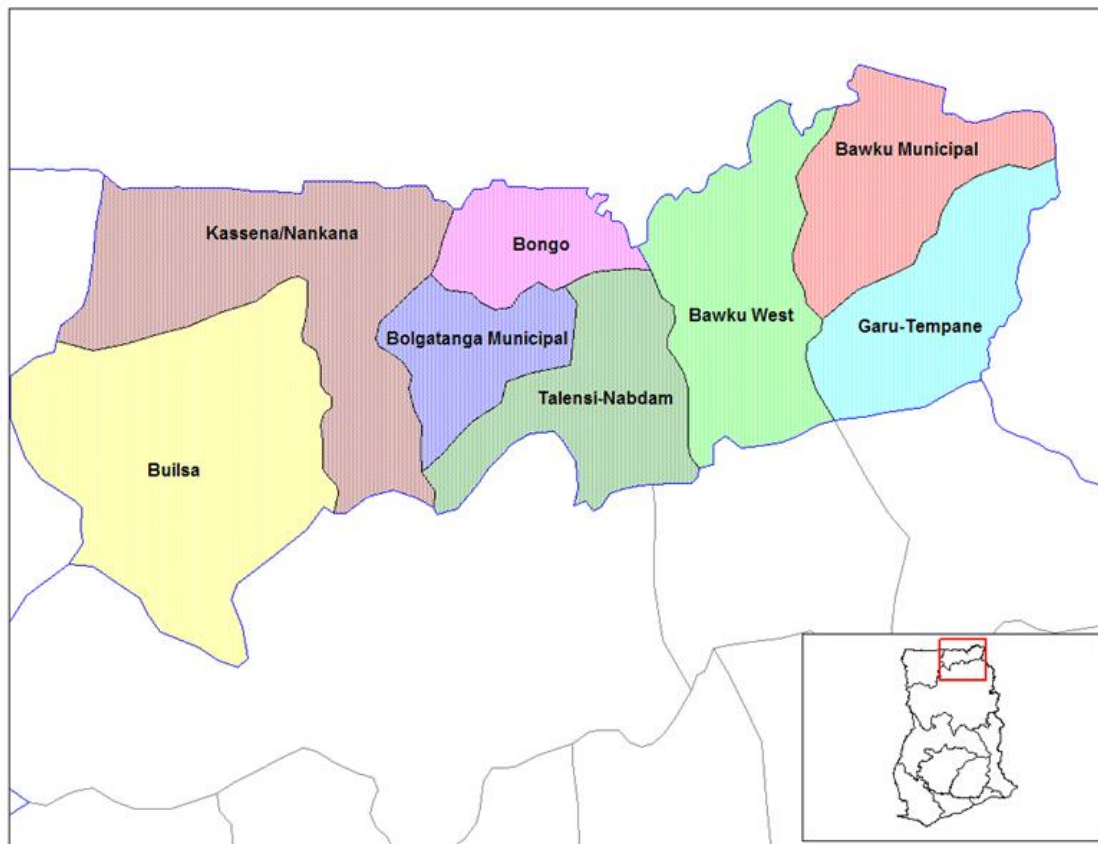 Bawku Municipal
Kassena/Nankana
Bongo
Bawku West
Garu-Tempane
Bolgatanga Municipal
Talensi-Nabdam
Builsa